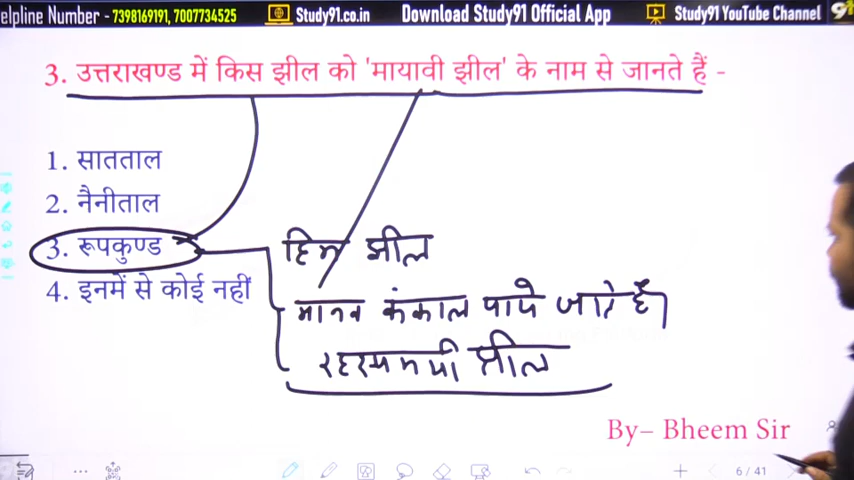 elpline Number - 7398169191, 7007734525 Study91.co.in Download Study91 Official App Study91 YouTube Channel 91
3. उत्तराखण्ड में किस झील को 'मायावी झील' के नाम से जानते हैं -
1. सातताल
2. नैनीताल
3. रूपकुण्ड
हिम झील
4. इनमें से कोई नहीं
मानव कंकाल पाये जाते हैं।
रहस्यमयी झील
By– Bheem Sir
6 / 41